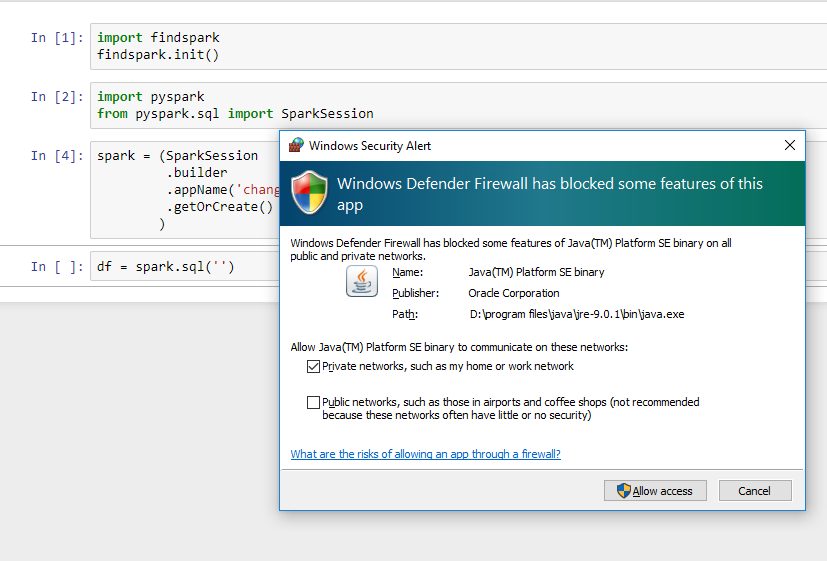 In [1]: import findspark
findspark.init()
In [2]: import pyspark
from pyspark.sql import SparkSession
In [4]: spark = (SparkSession
.builder
.appName('chang
.getOrCreate()
)
In [ ]: df = spark.sql('')
Windows Security Alert
Windows Defender Firewall has blocked some features of this
app
Windows Defender Firewall has blocked some features of Java(TM) Platform SE binary on all
public and private networks.
Name: Java(TM) Platform SE binary
Publisher: Oracle Corporation
Path: D:\program files\java\jre-9.0.1\bin\java.exe
Allow Java(TM) Platform SE binary to communicate on these networks:
Private networks, such as my home or work network
Public networks, such as those in airports and coffee shops (not recommended
because these networks often have little or no security)
What are the risks of allowing an app through a firewall?
Allow access
Cancel